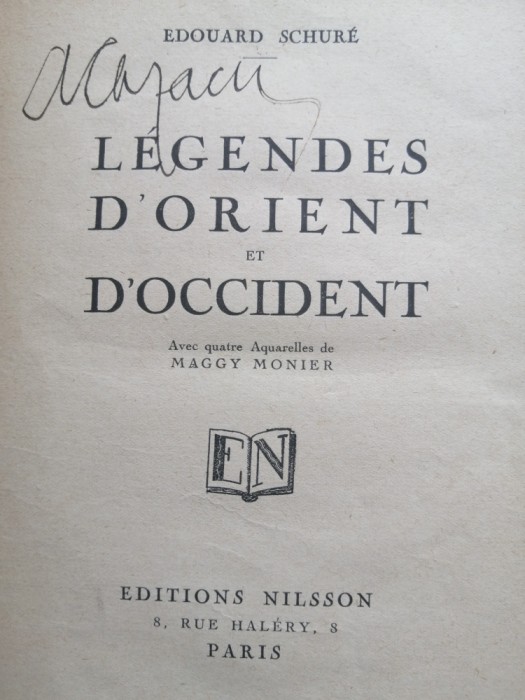 EDOUARD SCHURÉ
LÉGENDES
D'ORIENT
ET
D'OCCIDENT
Avec quatre Aquarelles de
MAGGY MONIER
EN
EDITIONS NILSSON
8, RUE HALÉRY, 8
PARIS